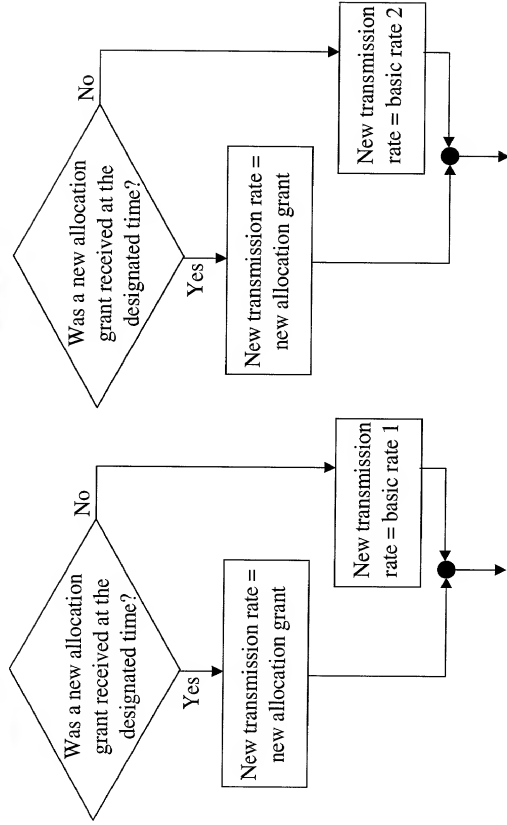 Was a new allocation
grant received at the
designated time?
No
Yes
New transmission rate =
new allocation grant
New transmission
rate = basic rate 1
Was a new allocation
grant received at the
designated time?
No
Yes
New transmission rate =
new allocation grant
New transmission
rate = basic rate 2